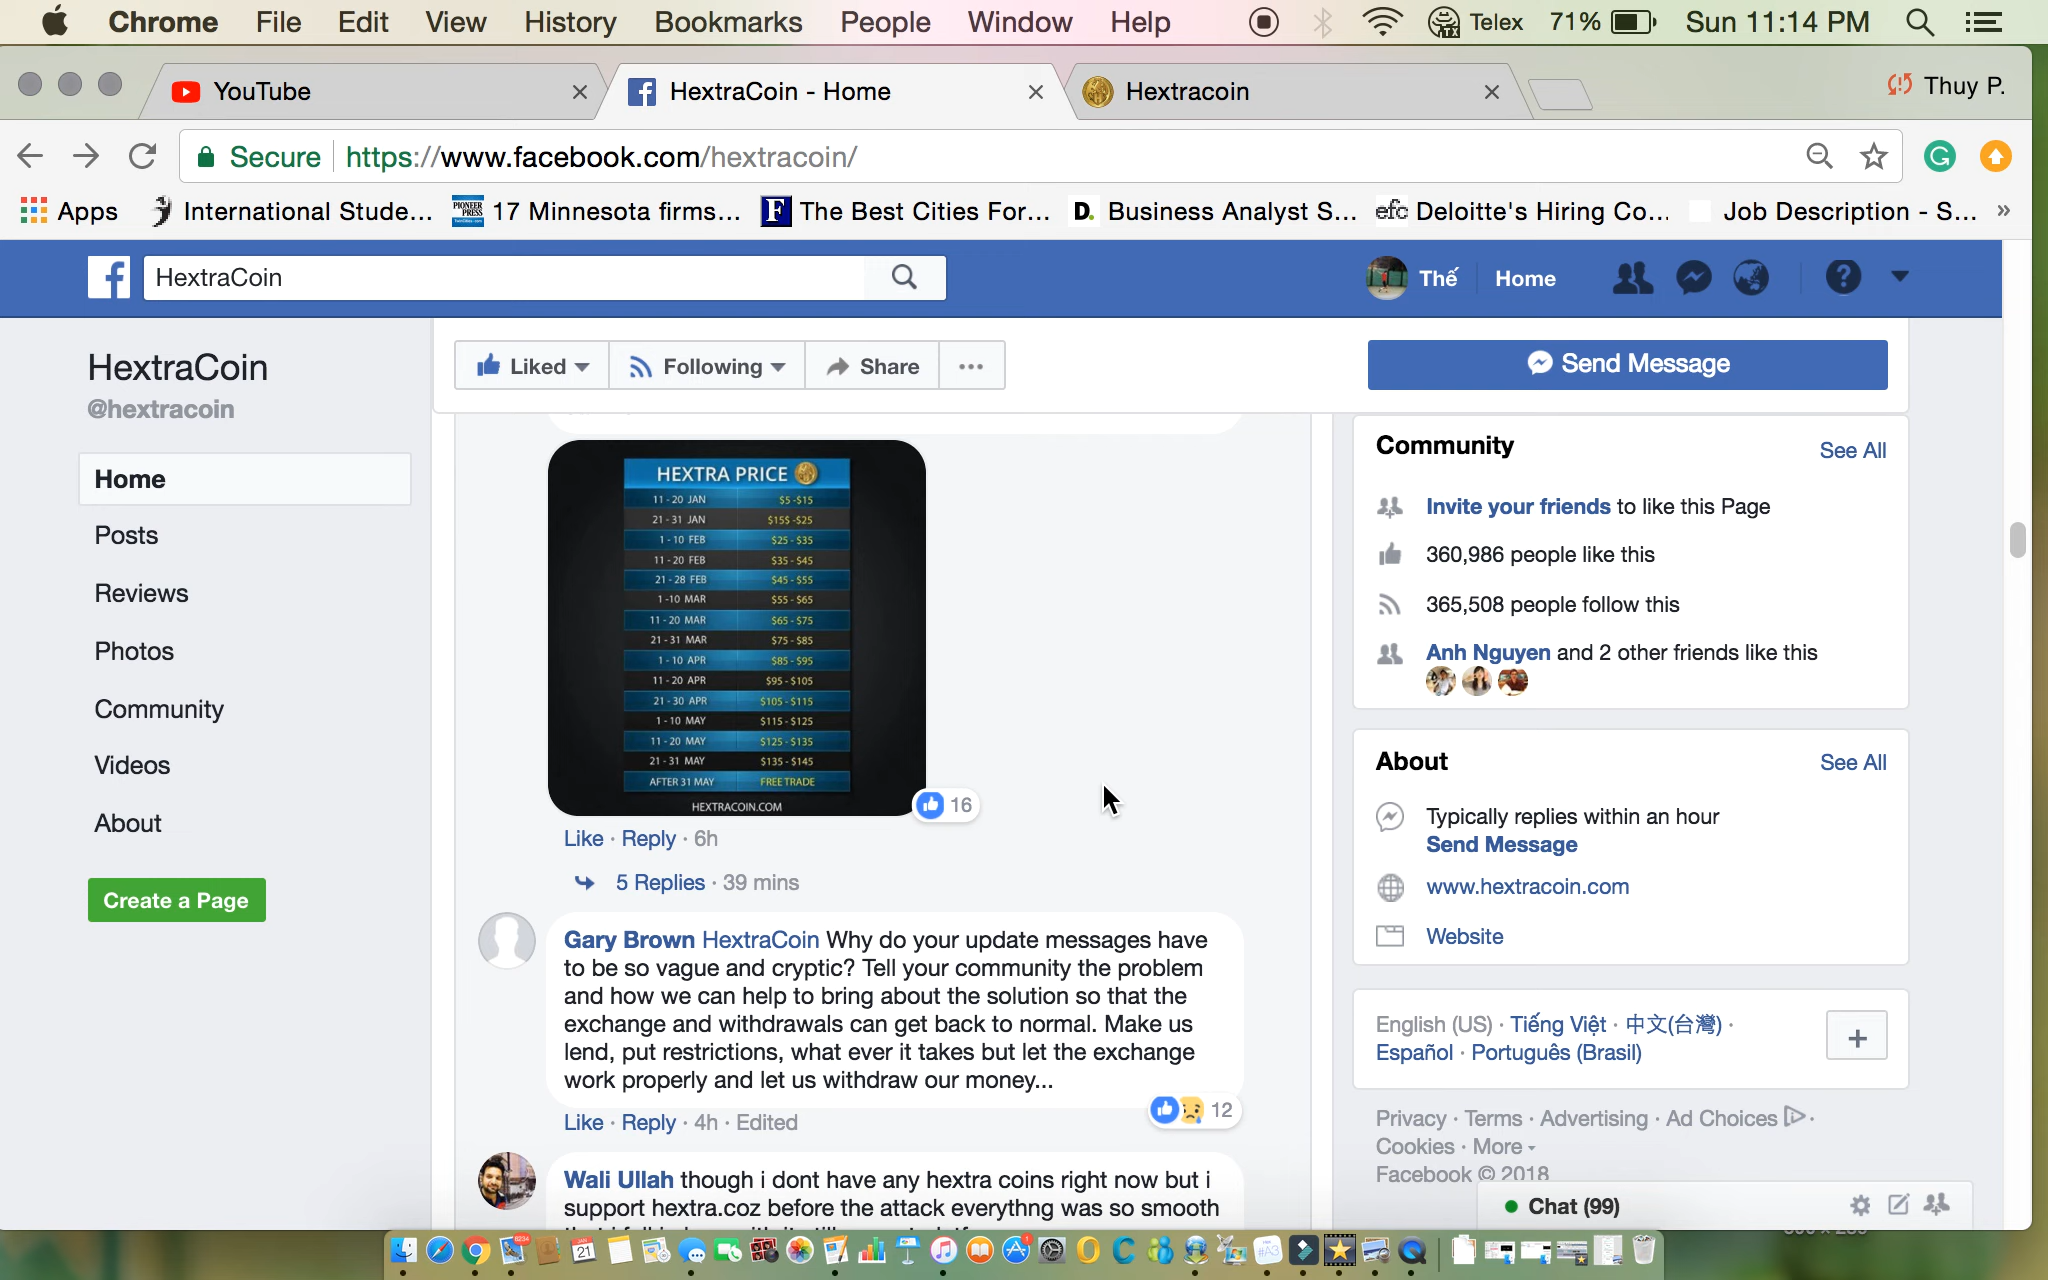 Chrome File Edit View History Bookmarks People Window Help Telex 71% Sun 11:14 PM
YouTube HextraCoin - Home Hextracoin Thuy P.
Secure https://www.facebook.com/hextracoin/
Apps International Stude... 17 Minnesota firms... The Best Cities For... Business Analyst S... Deloitte's Hiring Co... Job Description - S... »
HextraCoin Thế Home
HextraCoin
@hextracoin
Home
Posts
Reviews
Photos
Community
Videos
About
Create a Page
Liked Following Share ...
Send Message
HEXTRA PRICE
11 - 20 JAN $5 -$15
21 - 31 JAN $15$ -$25
1 - 10 FEB $25 - $35
11 - 20 FEB $35 - $45
21 - 28 FEB $45 - $55
1 -10 MAR $55 - $65
11 - 20 MAR $65 - $75
21 - 31 MAR $75 - $85
1 - 10 APR $85 - $95
11 - 20 APR $95 - $105
21 - 30 APR $105 - $115
1 - 10 MAY $115 - $125
11 - 20 MAY $125 - $135
21 - 31 MAY $135 - $145
AFTER 31 MAY FREE TRADE
HEXTRACOIN.COM
16
Like · Reply · 6h
5 Replies · 39 mins
Gary Brown HextraCoin Why do your update messages have
to be so vague and cryptic? Tell your community the problem
and how we can help to bring about the solution so that the
exchange and withdrawals can get back to normal. Make us
lend, put restrictions, what ever it takes but let the exchange
work properly and let us withdraw our money...
12
Like · Reply · 4h · Edited
Wali Ullah though i dont have any hextra coins right now but i
support hextra.coz before the attack everythng was so smooth
Community See All
Invite your friends to like this Page
360,986 people like this
365,508 people follow this
Anh Nguyen and 2 other friends like this
About See All
Typically replies within an hour
Send Message
www.hextracoin.com
Website
English (US) · Tiếng Việt · 中文(台灣) ·
Español · Português (Brasil)
+
Privacy · Terms · Advertising · Ad Choices ·
Cookies · More
Facebook © 2018
Chat (99)